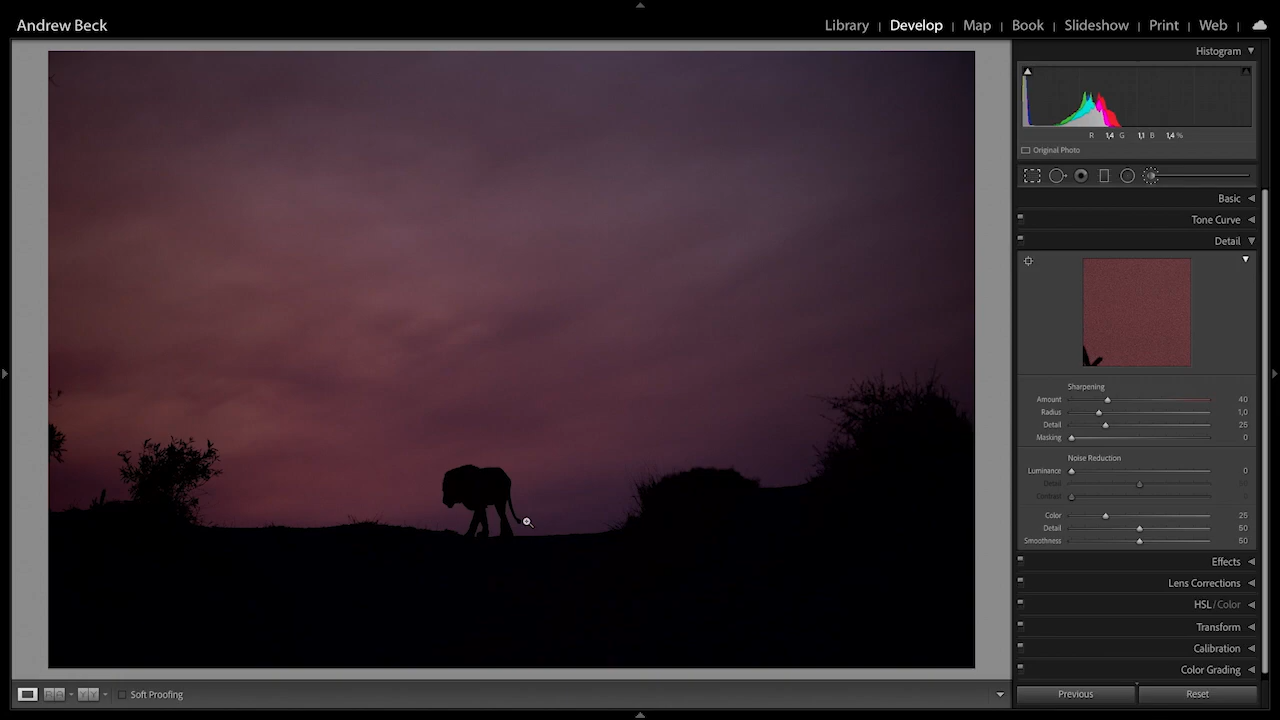 Andrew Beck
Library | Develop | Map | Book | Slideshow | Print | Web |
Histogram
R 1,4 G 1,1 B 1,4 %
Original Photo
Basic
Tone Curve
Detail
Sharpening
Amount 40
Radius 1,0
Detail 25
Masking 0
Noise Reduction
Luminance 0
Detail
Contrast
Color 25
Detail 50
Smoothness 50
Effects
Lens Corrections
HSL / Color
Transform
Calibration
Color Grading
Soft Proofing
Previous
Reset